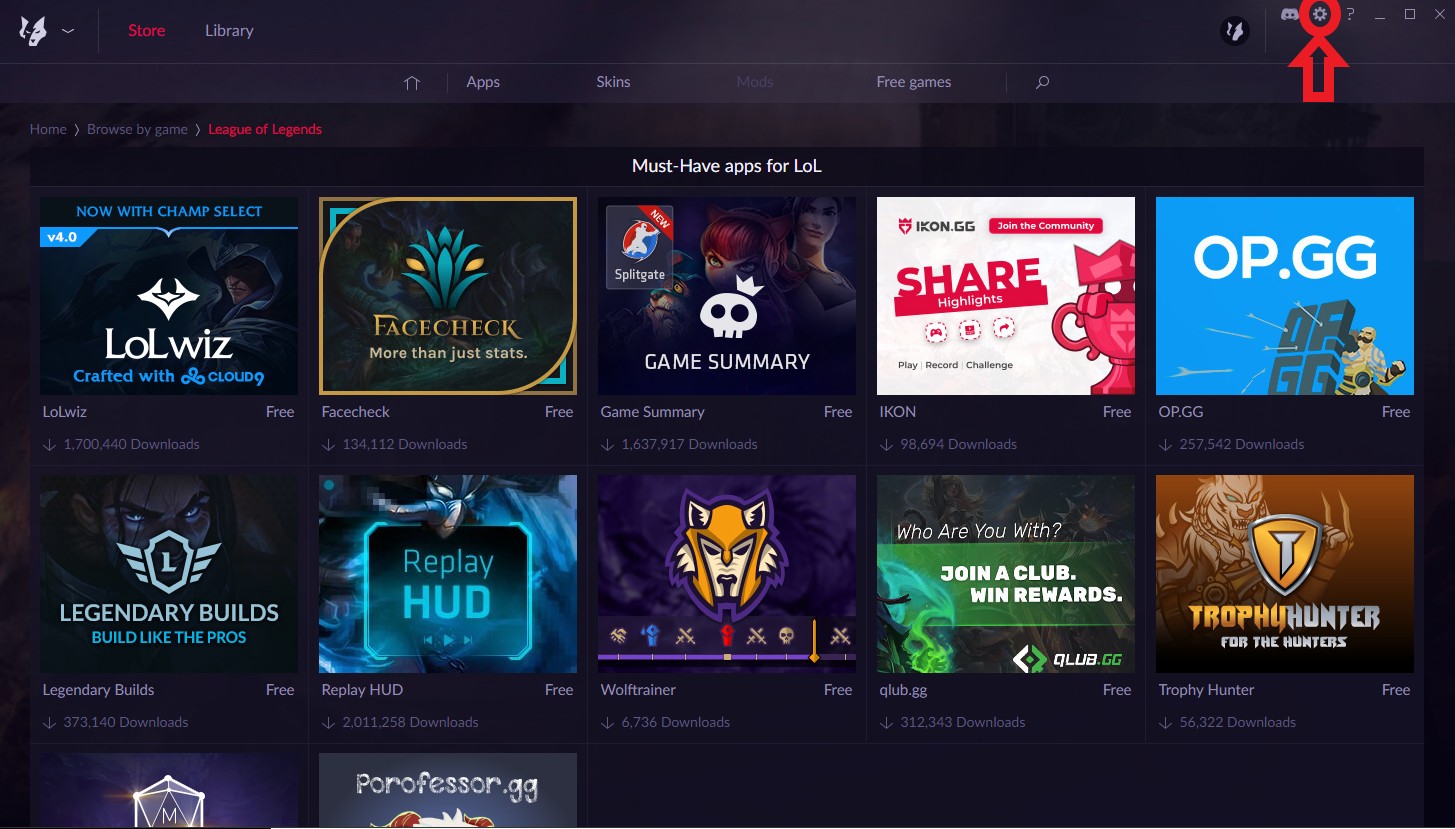 Store
Library
?
Apps
Skins
Mods
Free games
Home 〉 Browse by game 〉 League of Legends
Must-Have apps for LoL
NOW WITH CHAMP SELECT
v4.0
LoLwiz
Crafted with CLOUD9
LoLwiz Free
1,700,440 Downloads
FACECHECK
More than just stats.
Facecheck Free
134,112 Downloads
NEW
Splitgate
GAME SUMMARY
Game Summary Free
1,637,917 Downloads
IKON.GG
Join the Community
SHARE
Highlights
Play | Record | Challenge
IKON Free
98,694 Downloads
OP.GG
OP
GG
OP.GG Free
257,542 Downloads
L
LEGENDARY BUILDS
BUILD LIKE THE PROS
Legendary Builds Free
373,140 Downloads
Replay
HUD
Replay HUD Free
2,011,258 Downloads
Wolftrainer Free
6,736 Downloads
Who Are You With?
JOIN A CLUB.
WIN REWARDS.
QLUB.GG
qlub.gg Free
312,343 Downloads
T
TROPHYHUNTER
FOR THE HUNTERS
Trophy Hunter Free
56,322 Downloads
M
Porofessor.gg